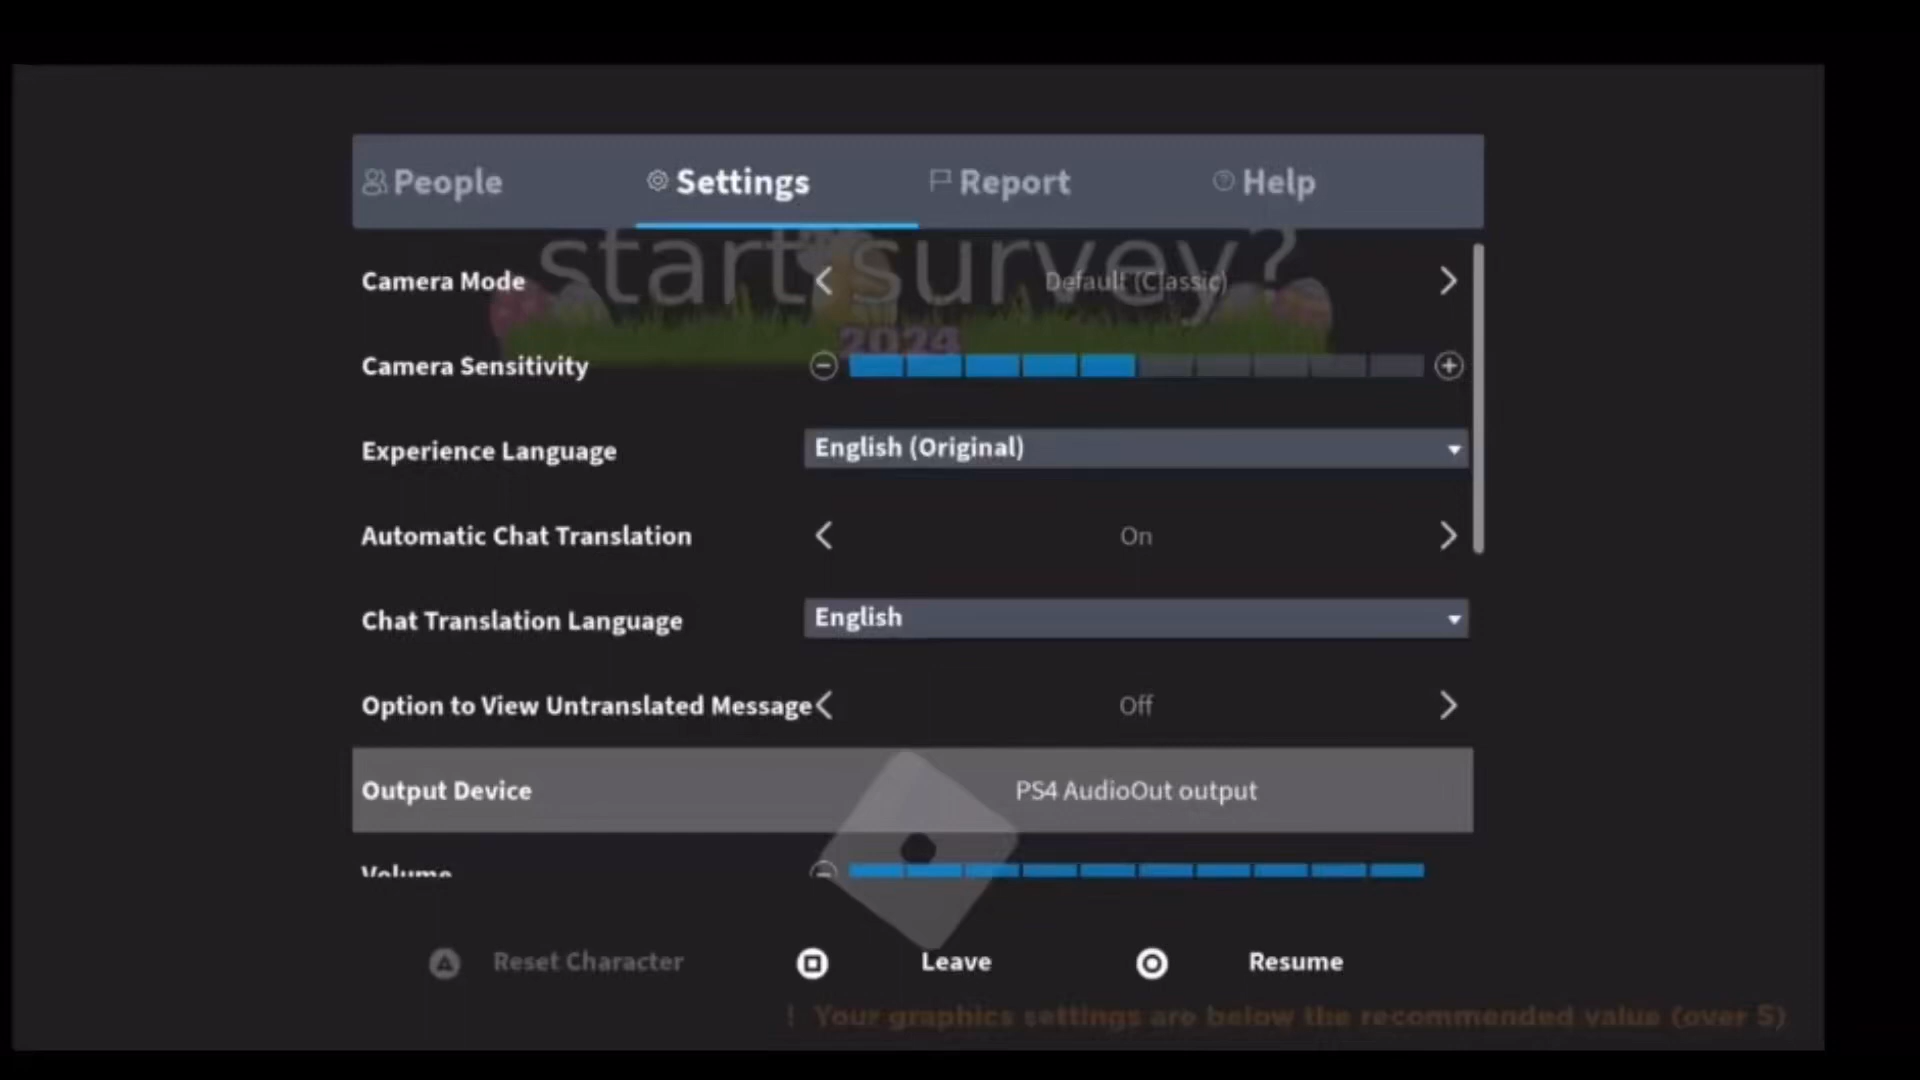 People Settings Report Help
start survey?
Camera Mode Default (Classic)
2024
Camera Sensitivity
Experience Language English (Original)
Automatic Chat Translation On
Chat Translation Language English
Option to View Untranslated Message Off
Output Device PS4 AudioOut output
Volume
Reset Character Leave Resume
! Your graphics settings are below the recommended value (over 5)